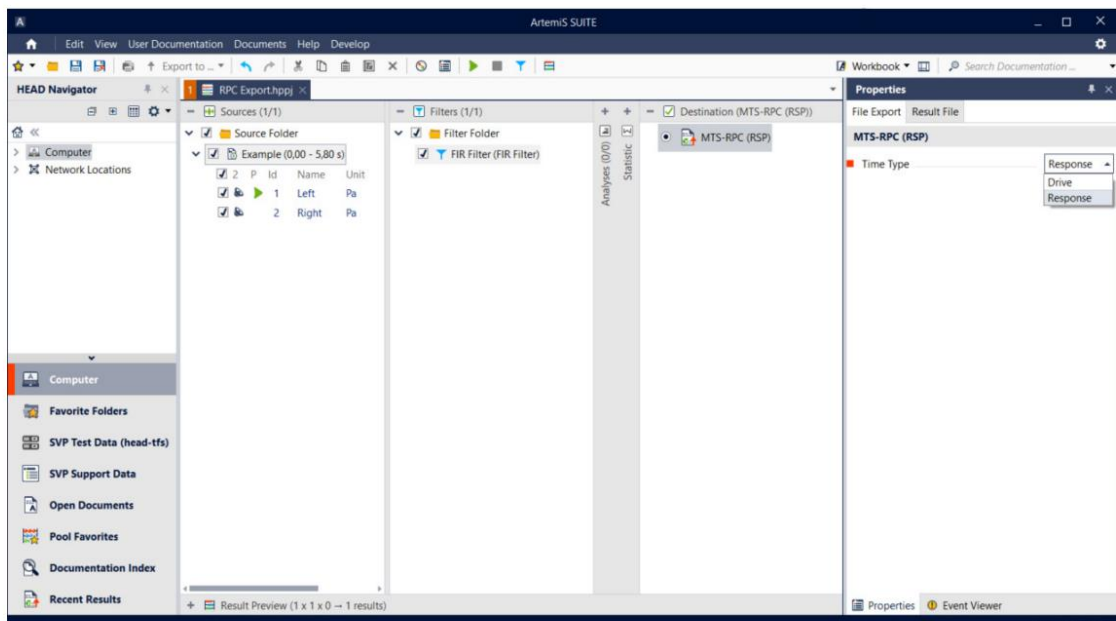 ArtemiS SUITE
Edit View User Documentation Documents Help Develop
Export to ... Workbook Search Documentation ...
HEAD Navigator
Computer
Network Locations
Computer
Favorite Folders
SVP Test Data (head-tfs)
SVP Support Data
Open Documents
Pool Favorites
Documentation Index
Recent Results
1 RPC Export.hppj
Sources (1/1)
Source Folder
Example (0,00 - 5,80 s)
2 P Id Name Unit
1 Left Pa
2 Right Pa
Filters (1/1)
Filter Folder
FIR Filter (FIR Filter)
Analyses (0/0)
Statistic
Destination (MTS-RPC (RSP))
MTS-RPC (RSP)
Result Preview (1 x 1 x 0 → 1 results)
Properties
File Export Result File
MTS-RPC (RSP)
Time Type Response
Drive
Response
Properties Event Viewer